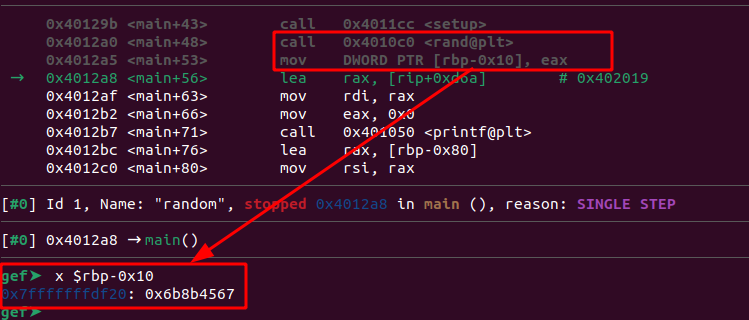 0x40129b <main+43> call 0x4011cc <setup>
0x4012a0 <main+48> call 0x4010c0 <rand@plt>
0x4012a5 <main+53> mov DWORD PTR [rbp-0x10], eax
→ 0x4012a8 <main+56> lea rax, [rip+0xd6a] # 0x402019
0x4012af <main+63> mov rdi, rax
0x4012b2 <main+66> mov eax, 0x0
0x4012b7 <main+71> call 0x401050 <printf@plt>
0x4012bc <main+76> lea rax, [rbp-0x80]
0x4012c0 <main+80> mov rsi, rax
[#0] Id 1, Name: "random", stopped 0x4012a8 in main (), reason: SINGLE STEP
[#0] 0x4012a8 → main()
gef➤ x $rbp-0x10
0x7fffffffdf20: 0x6b8b4567
gef➤